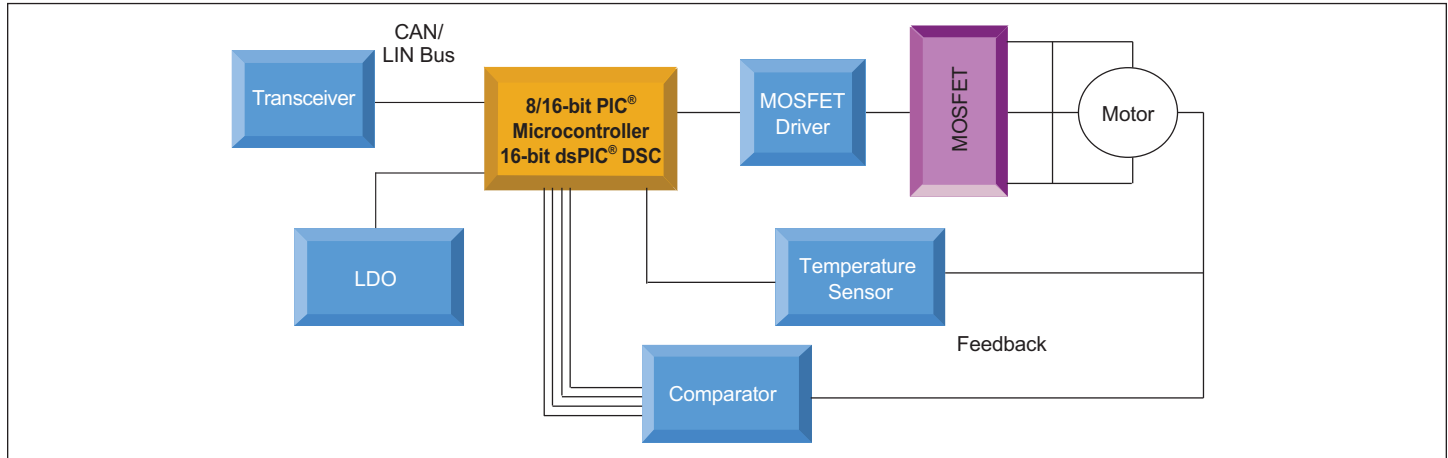 CAN/
LIN Bus
Transceiver
8/16-bit PIC®
Microcontroller
16-bit dsPIC® DSC
MOSFET
Driver
MOSFET
Motor
LDO
Temperature
Sensor
Feedback
Comparator